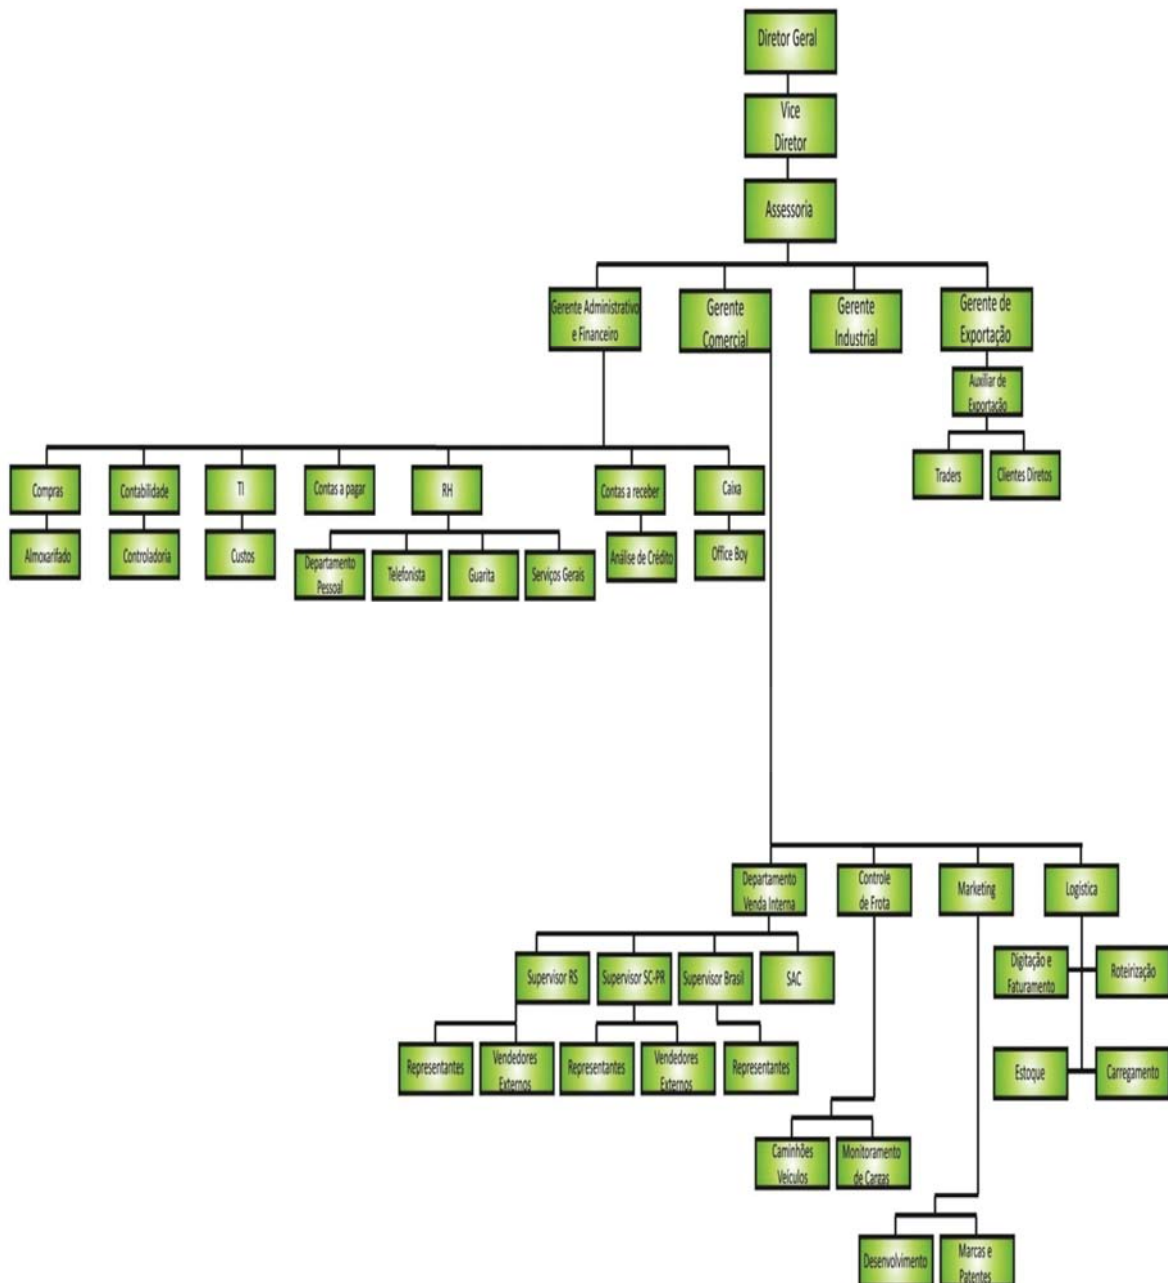 Diretor Geral
Vice
Diretor
Assessoria
Gerente Administrativo
e Financeiro
Gerente
Comercial
Gerente
Industrial
Gerente de
Exportação
Auxiliar de
Exportação
Traders
Clientes Diretos
Compras
Contabilidade
TI
Contas a pagar
RH
Contas a receber
Caixa
Almoxarifado
Controladoria
Custos
Departamento
Pessoal
Telefonista
Guarita
Serviços Gerais
Análise de Crédito
Office Boy
Departamento
Venda Interna
Controle
de Frota
Marketing
Logística
Supervisor RS
Supervisor SC-PR
Supervisor Brasil
SAC
Digitação e
Faturamento
Roteirização
Representantes
Vendedores
Externos
Representantes
Vendedores
Externos
Representantes
Estoque
Carregamento
Caminhões
Veículos
Monitoramento
de Cargas
Desenvolvimento
Marcas e
Patentes